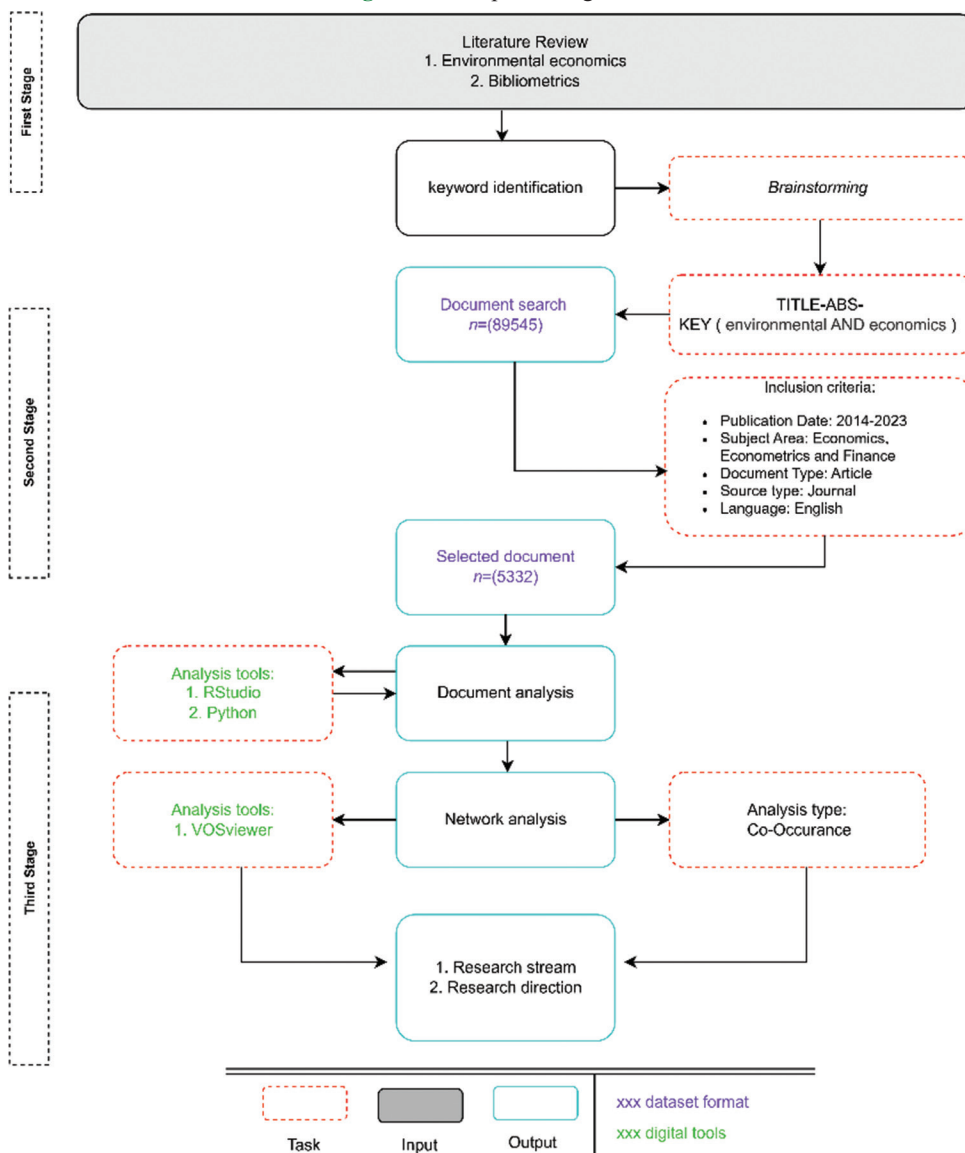 First Stage
Literature Review
1. Environmental economics
2. Bibliometrics
keyword identification
Brainstorming
Second Stage
Document search
n=(89545)
TITLE-ABS-
KEY ( environmental AND economics )
Inclusion criteria:
• Publication Date: 2014-2023
• Subject Area: Economics,
Econometrics and Finance
• Document Type: Article
• Source type: Journal
• Language: English
Selected document
n=(5332)
Third Stage
Analysis tools:
1. RStudio
2. Python
Document analysis
Analysis tools:
1. VOSviewer
Network analysis
Analysis type:
Co-Occurance
1. Research stream
2. Research direction
Task
Input
Output
xxx dataset format
xxx digital tools